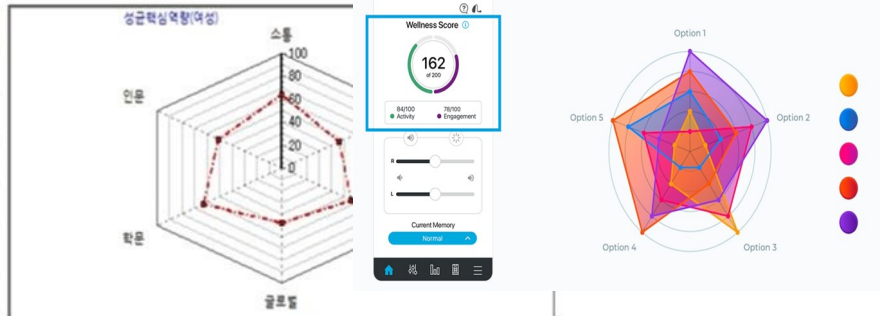 성균핵심역량(여성)
소통
100
80
60
40
20
0
인문
학문
글로벌
Wellness Score
162
of 200
84/100
Activity
78/100
Engagement
R
L
Current Memory
Normal
Option 1
Option 2
Option 3
Option 4
Option 5